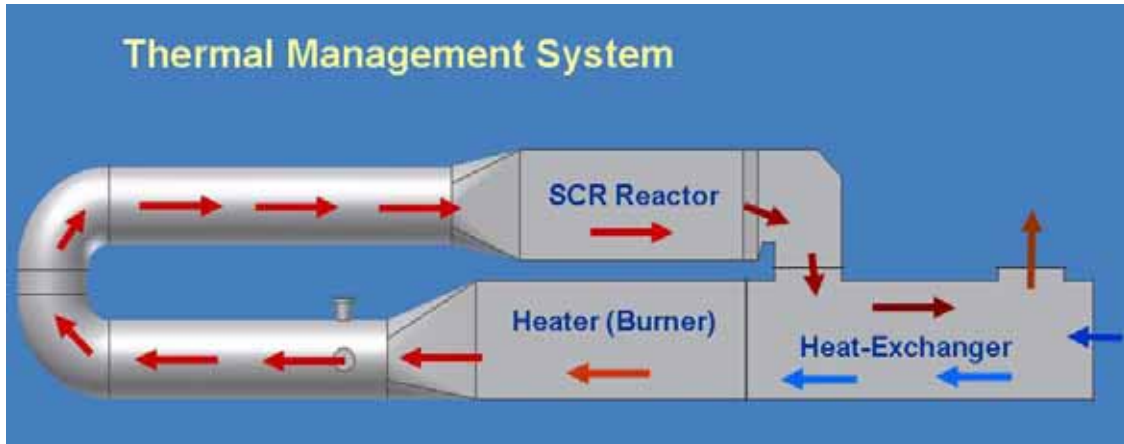 Thermal Management System
SCR Reactor
Heater (Burner)
Heat-Exchanger